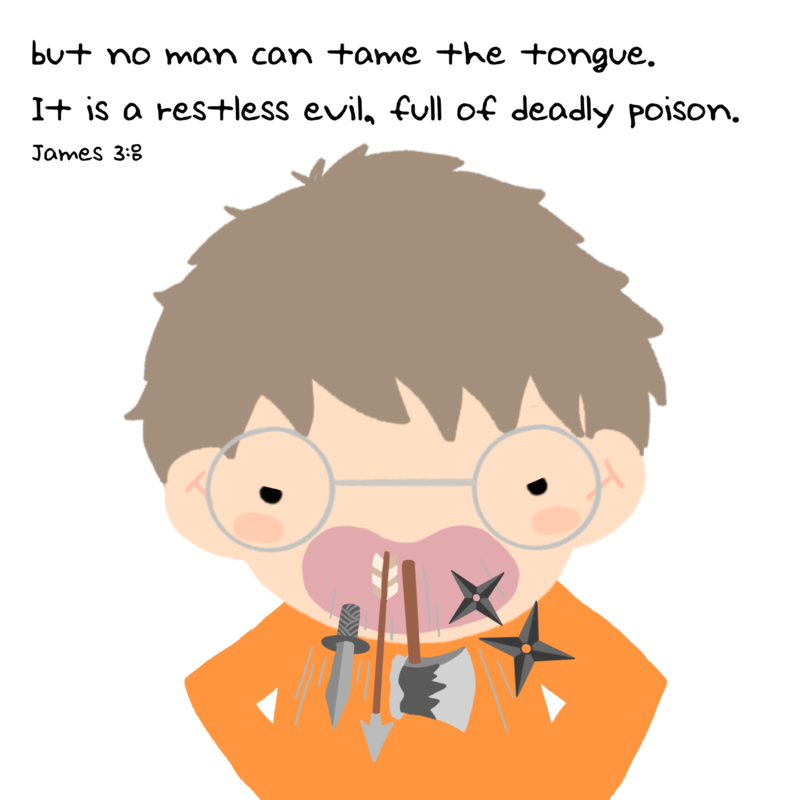 but no man can tame the tongue.
It is a restless evil, full of deadly poison.
James 3:8